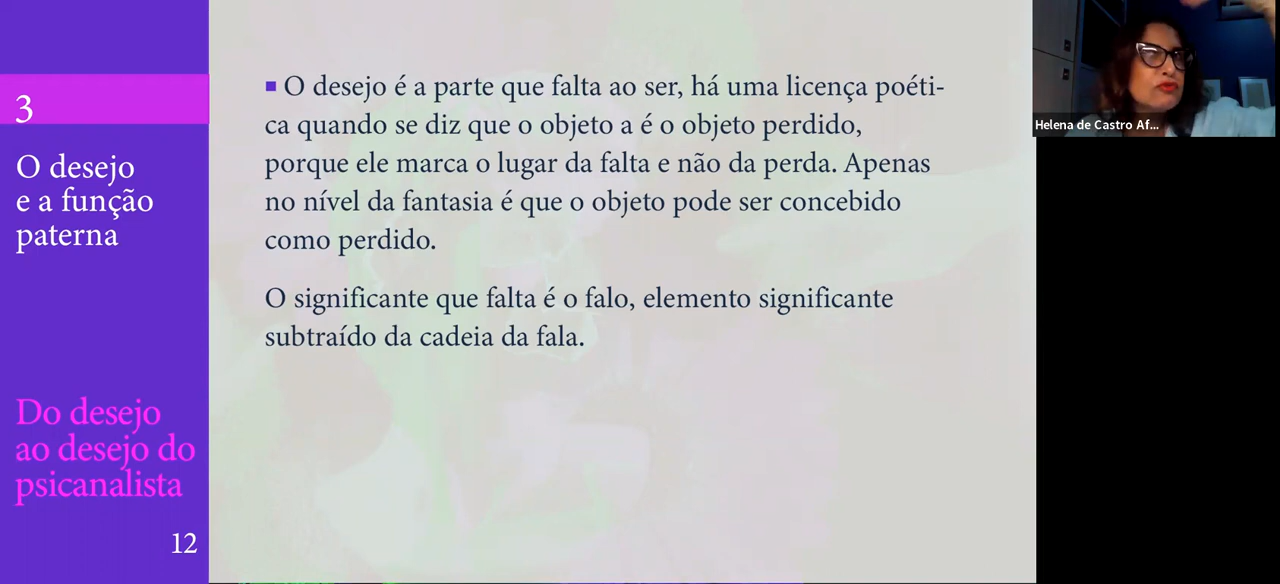 3
O desejo
e a função
paterna
Do desejo
ao desejo do
psicanalista
12
▪ O desejo é a parte que falta ao ser, há uma licença poéti-
ca quando se diz que o objeto a é o objeto perdido,
porque ele marca o lugar da falta e não da perda. Apenas
no nível da fantasia é que o objeto pode ser concebido
como perdido.
O significante que falta é o falo, elemento significante
subtraído da cadeia da fala.
Helena de Castro Af...